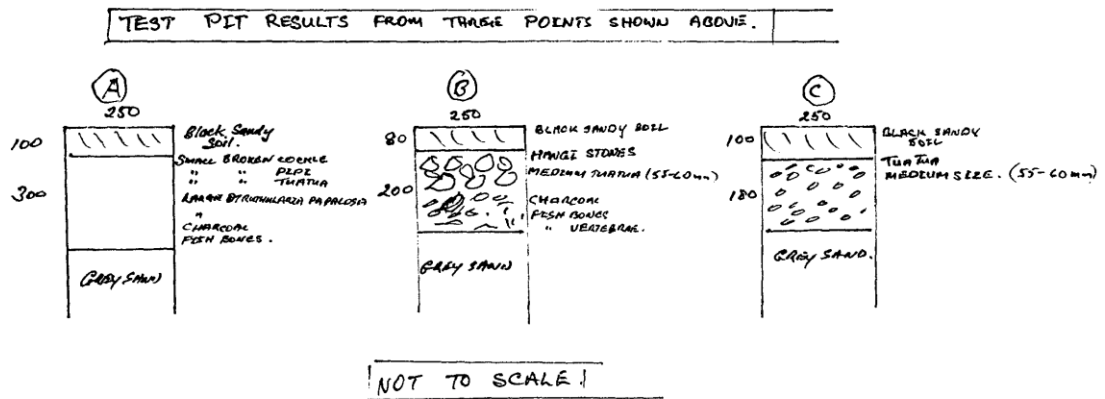 TEST PIT RESULTS FROM THREE POINTS SHOWN ABOVE.
A
250
100
Black Sandy
Soil.
300
SMALL BROKEN COCKLE
" " PIPI
" " TUATUA
LARGE STRUTHULARIA PAPALOSIA
"
CHARCOAL
FISH BONES.
GREY SAND
B
250
80
BLACK SANDY SOIL
HANGI STONES
MEDIUM TUATUA (55-60mm)
200
CHARCOAL
FISH BONES
" VERTEBRAE.
GREY SAND
C
250
100
BLACK SANDY
SOIL
TUATUA
MEDIUM SIZE. (55-60mm)
180
GREY SAND.
NOT TO SCALE.